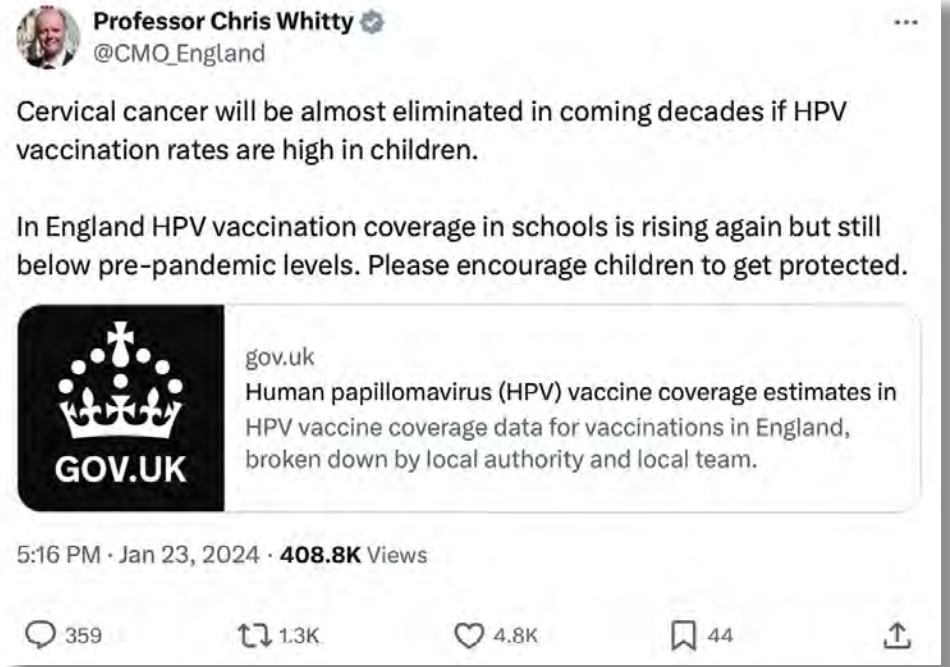 Professor Chris Whitty
@CMO_England
Cervical cancer will be almost eliminated in coming decades if HPV
vaccination rates are high in children.
In England HPV vaccination coverage in schools is rising again but still
below pre-pandemic levels. Please encourage children to get protected.
GOV.UK
gov.uk
Human papillomavirus (HPV) vaccine coverage estimates in
HPV vaccine coverage data for vaccinations in England,
broken down by local authority and local team.
5:16 PM · Jan 23, 2024 · 408.8K Views
359 1.3K 4.8K 44